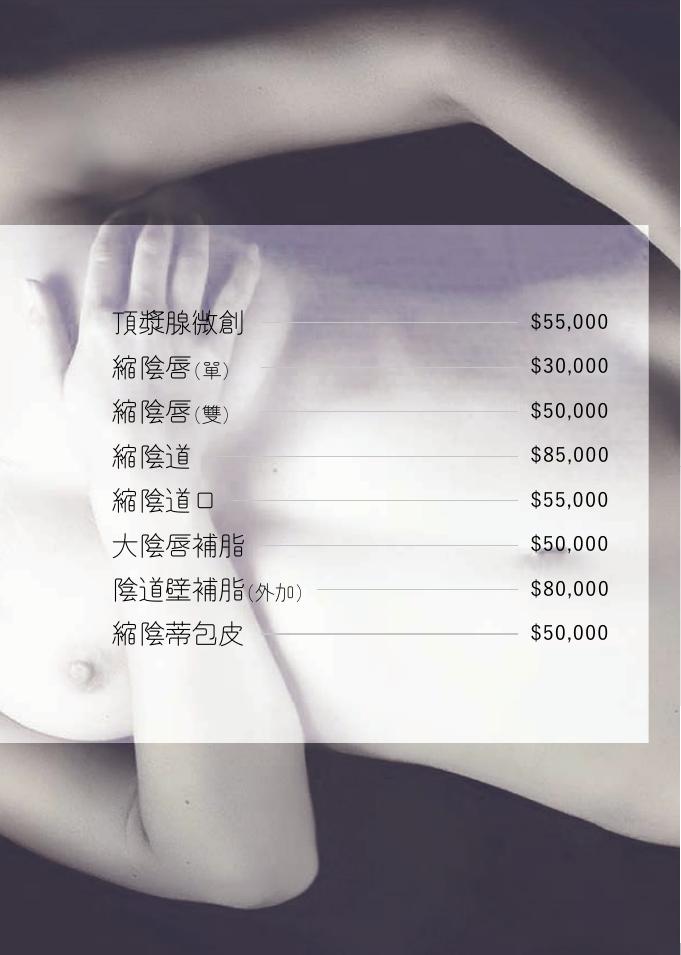 頂漿腺微創 $55,000
縮陰唇(單) $30,000
縮陰唇(雙) $50,000
縮陰道 $85,000
縮陰道口 $55,000
大陰唇補脂 $50,000
陰道壁補脂(外加) $80,000
縮陰蒂包皮 $50,000